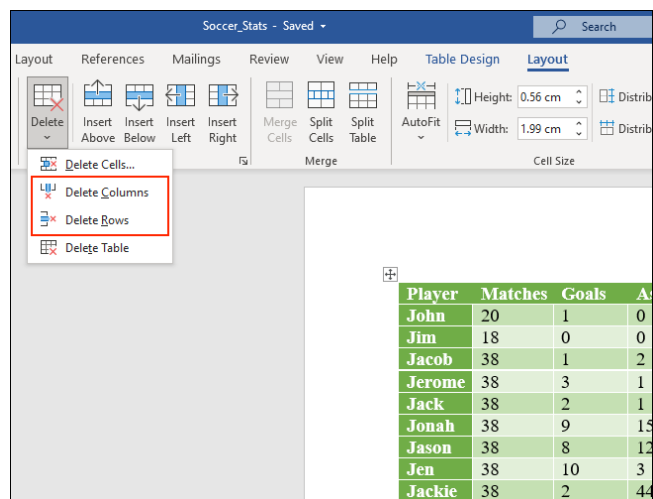 Soccer_Stats - Saved
Search
Layout References Mailings Review View Help Table Design Layout
Delete
Insert Above
Insert Below
Insert Left
Insert Right
Merge Cells
Split Cells
Split Table
AutoFit
Height: 0.56 cm
Width: 1.99 cm
Distrib
Distrib
Merge
Cell Size
Delete Cells...
Delete Columns
Delete Rows
Delete Table
Player Matches Goals
John 20 1 0
Jim 18 0 0
Jacob 38 1 2
Jerome 38 3 1
Jack 38 2 1
Jonah 38 9 15
Jason 38 8 12
Jen 38 10 3
Jackie 38 2 44